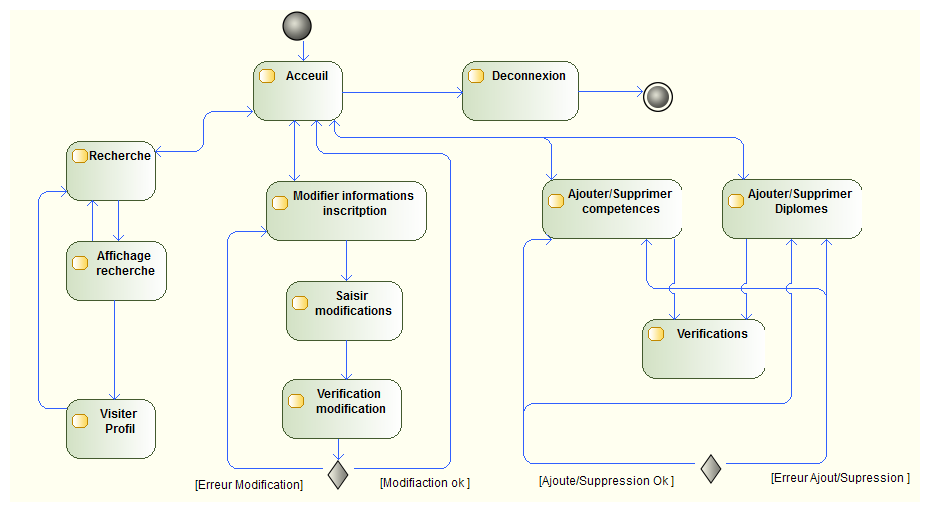 Acceuil
Deconnexion
Recherche
Modifier informations
inscritption
Ajouter/Supprimer
competences
Ajouter/Supprimer
Diplomes
Affichage
recherche
Saisir
modifications
Verifications
Verification
modification
Visiter
Profil
[Erreur Modification]
[Modifiaction ok ]
[Ajoute/Suppression Ok ]
[Erreur Ajout/Supression ]